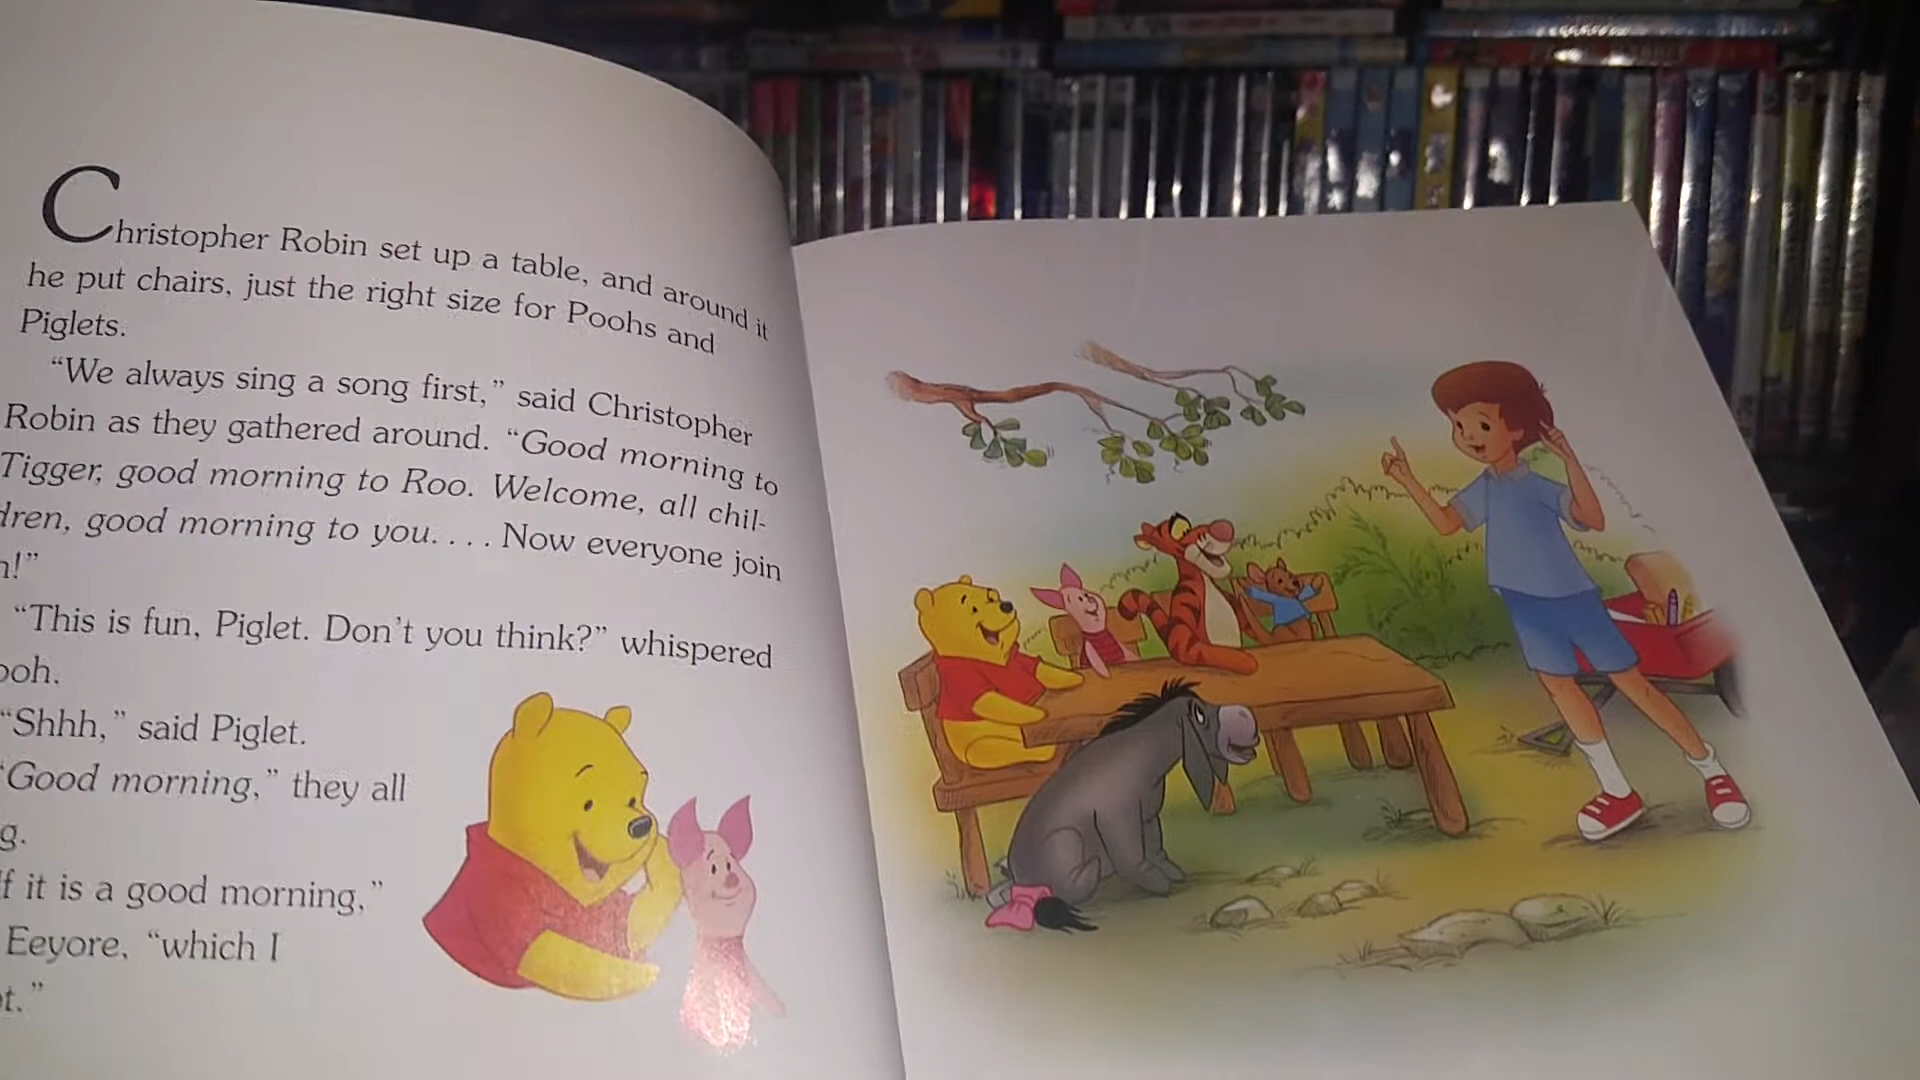 Christopher Robin set up a table, and around it
he put chairs, just the right size for Poohs and
Piglets.
“We always sing a song first,” said Christopher
Robin as they gathered around. “Good morning to
Tigger, good morning to Roo. Welcome, all chil-
dren, good morning to you. . . . Now everyone join
n!”
“This is fun, Piglet. Don’t you think?” whispered
ooh.
“Shhh,” said Piglet.
“Good morning,” they all
g.
f it is a good morning,”
Eeyore, “which I
t.”